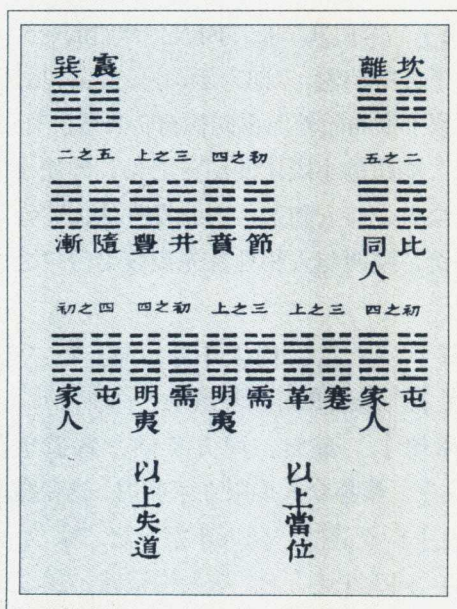 坎 離 震 巽
二之五 初之四 三之上 五之二
比 同人 節 賁 井 豐 隨 漸
初之四 三之上 三之上 初之四 四之初
屯 家人 蹇 革 需 明夷 需 明夷 屯 家人
以上當位
以上失道